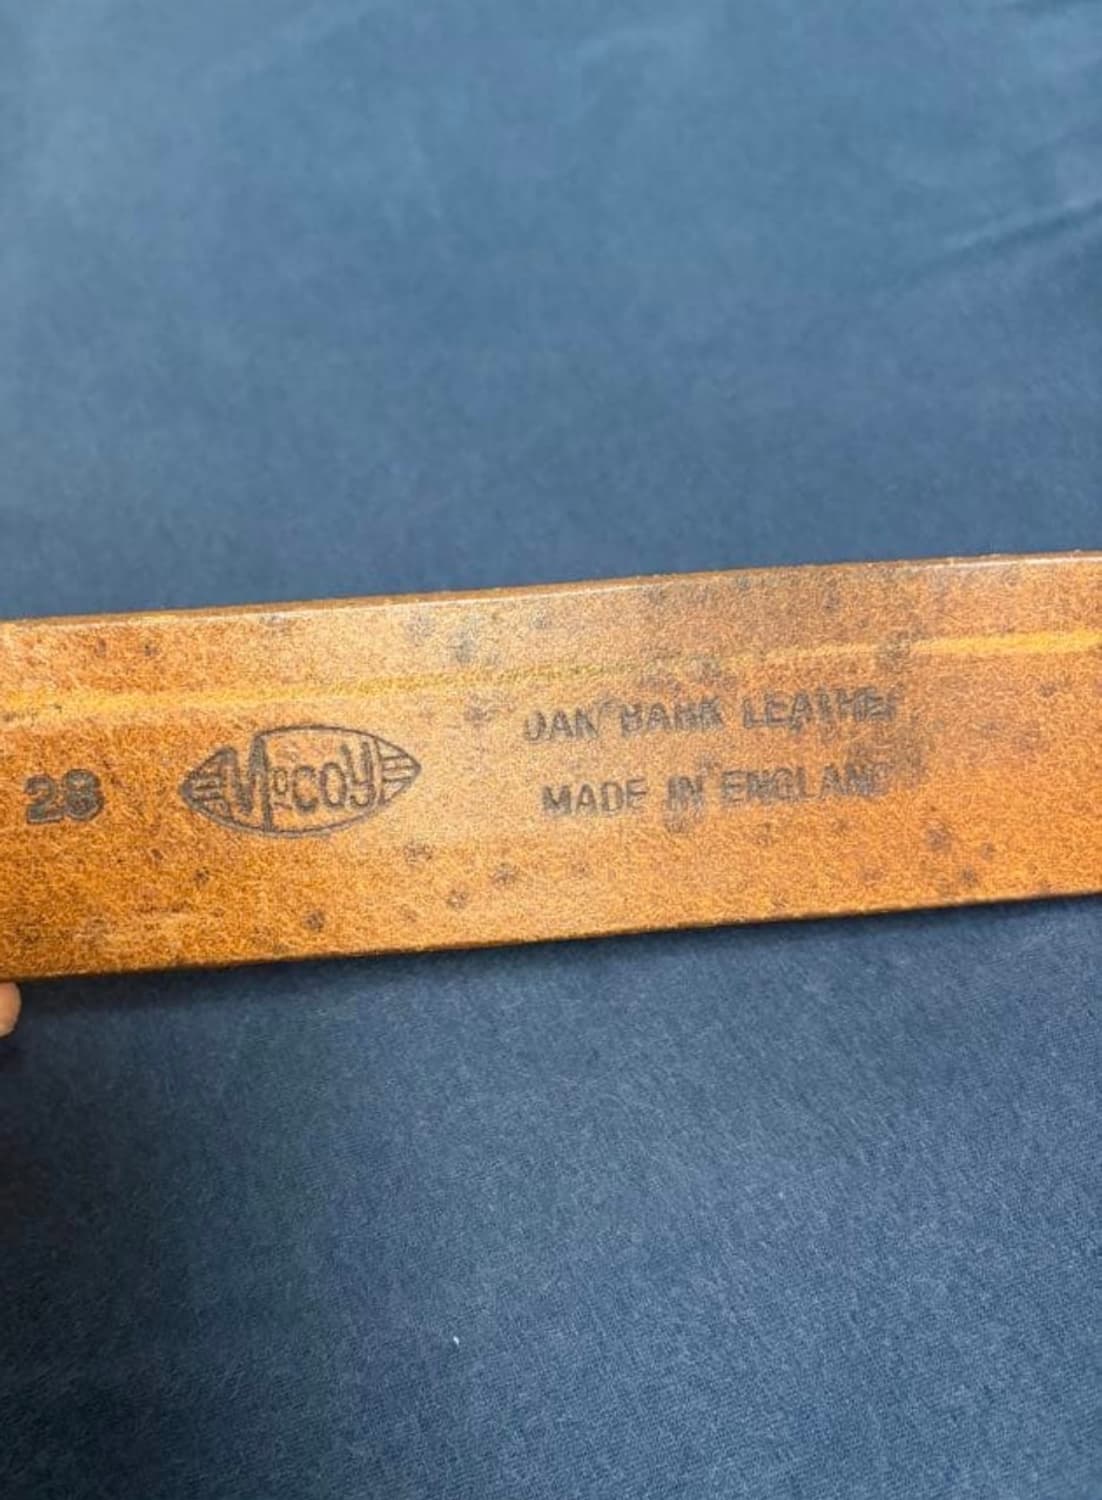 28
McCOY
OAK BARK LEATHER
MADE IN ENGLAND